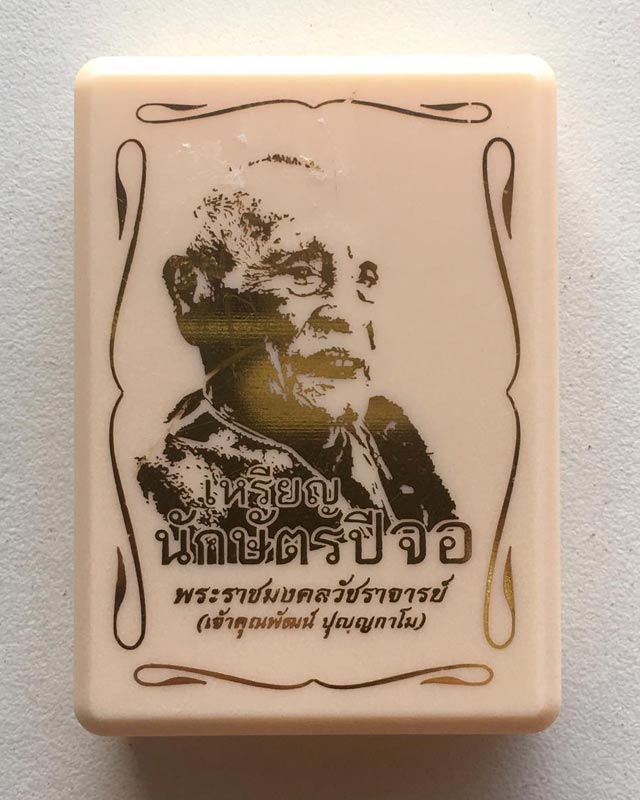 เหรียญ
นักษัตรปีจอ
พระราชมงคลวัชราจารย์
(เจ้าคุณพัฒน์ ปุญฺญกาโม)